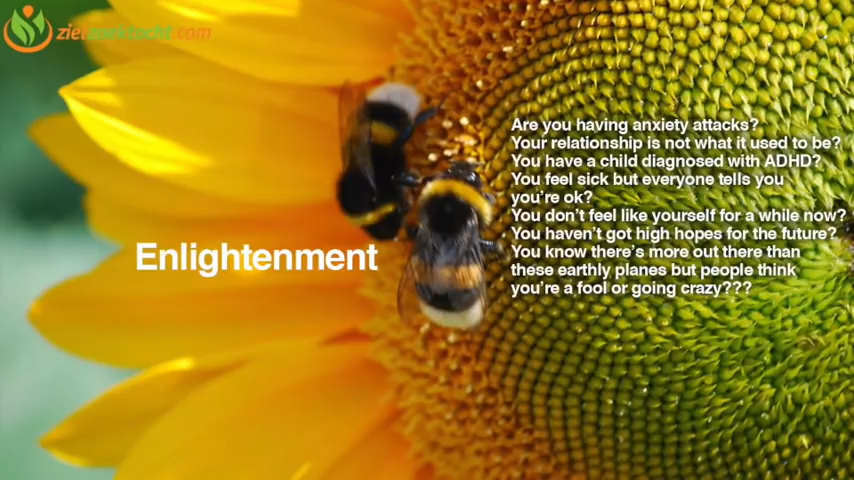 zielzoektocht.com
Are you having anxiety attacks?
Your relationship is not what it used to be?
You have a child diagnosed with ADHD?
You feel sick but everyone tells you
you're ok?
You don't feel like yourself for a while now?
You haven't got high hopes for the future?
You know there's more out there than
these earthly planes but people think
you're a fool or going crazy???
Enlightenment